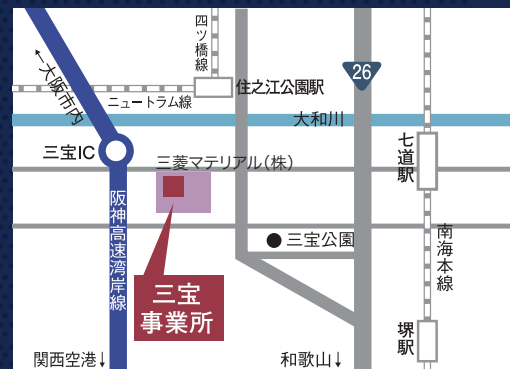 四ツ橋線
←大阪市内
26
住之江公園駅
ニュートラム線
大和川
三宝IC
三菱マテリアル(株)
七道駅
阪神高速湾岸線
三宝公園
南海本線
三宝
事業所
堺駅
関西空港↓
和歌山↓